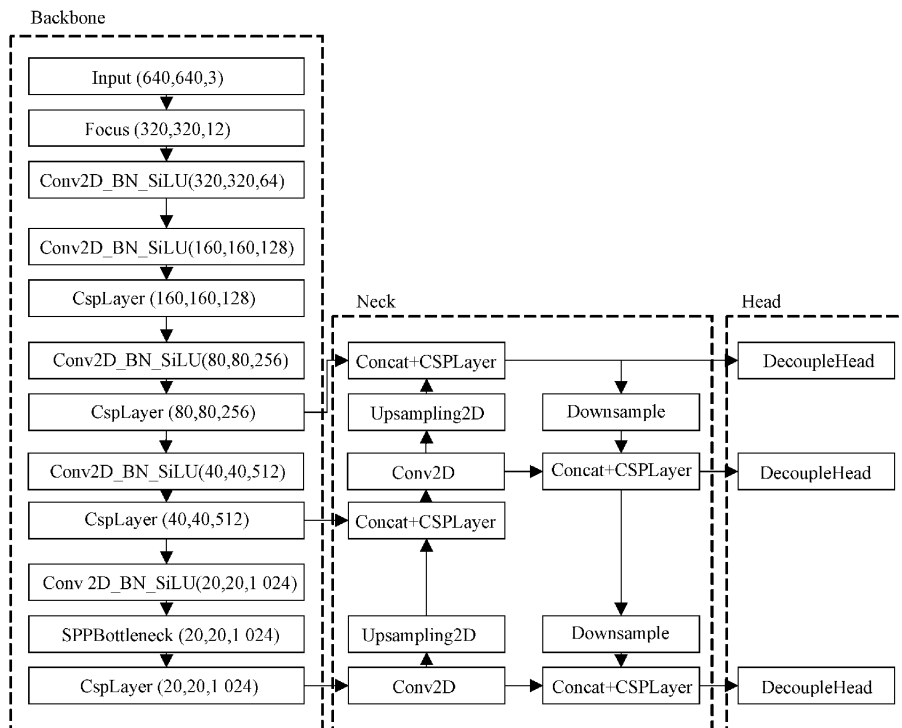 Backbone
Input (640,640,3)
Focus (320,320,12)
Conv2D_BN_SiLU(320,320,64)
Conv2D_BN_SiLU(160,160,128)
CspLayer (160,160,128)
Conv2D_BN_SiLU(80,80,256)
CspLayer (80,80,256)
Conv2D_BN_SiLU(40,40,512)
CspLayer (40,40,512)
Conv 2D_BN_SiLU(20,20,1 024)
SPPBottleneck (20,20,1 024)
CspLayer (20,20,1 024)
Neck
Concat+CSPLayer
Upsampling2D
Conv2D
Concat+CSPLayer
Upsampling2D
Conv2D
Downsample
Concat+CSPLayer
Downsample
Concat+CSPLayer
Head
DecoupleHead
DecoupleHead
DecoupleHead